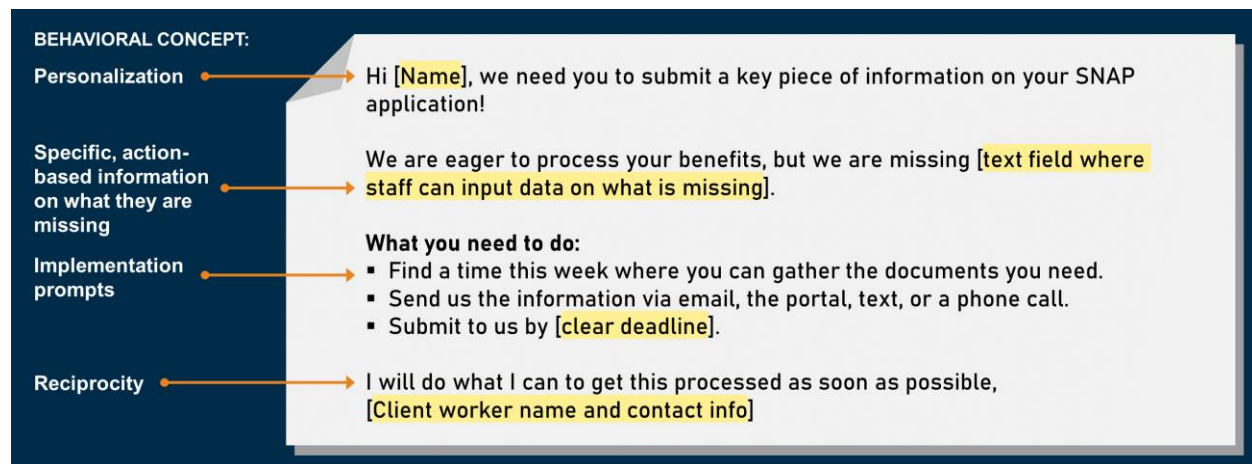 BEHAVIORAL CONCEPT:
Personalization
Hi [Name], we need you to submit a key piece of information on your SNAP
application!
Specific, action-
based information
on what they are
missing
We are eager to process your benefits, but we are missing [text field where
staff can input data on what is missing].
Implementation
prompts
What you need to do:
▪ Find a time this week where you can gather the documents you need.
▪ Send us the information via email, the portal, text, or a phone call.
▪ Submit to us by [clear deadline].
Reciprocity
I will do what I can to get this processed as soon as possible,
[Client worker name and contact info]